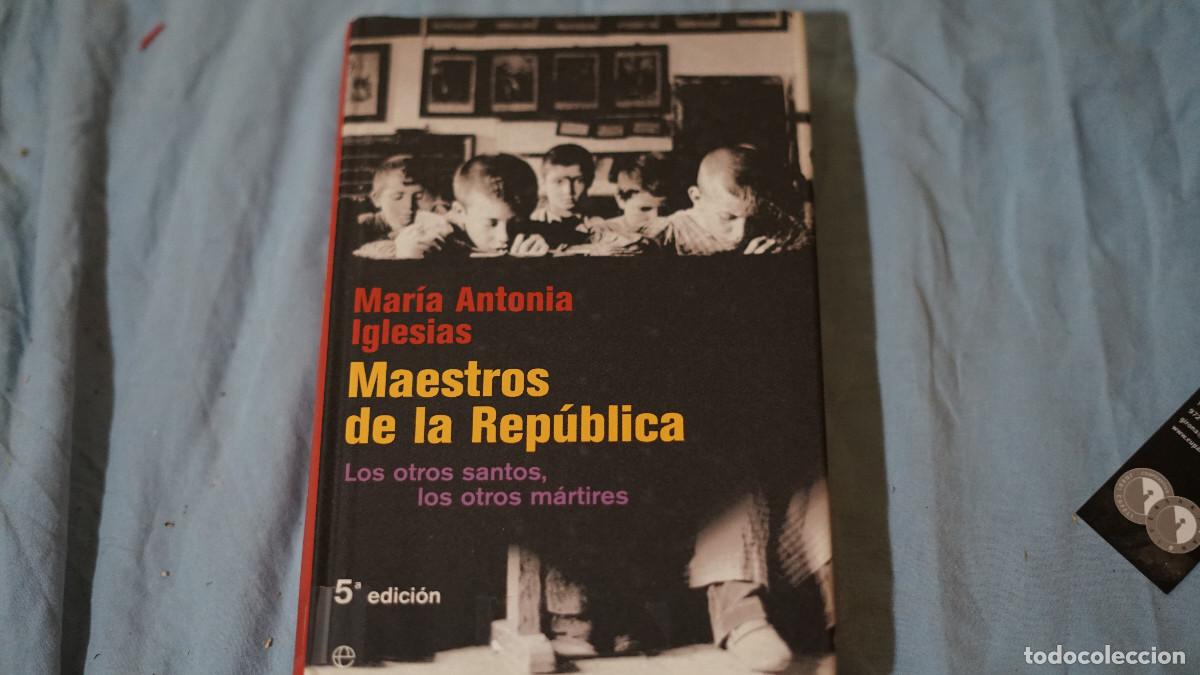 María Antonia
Iglesias
Maestros
de la República
Los otros santos,
los otros mártires
5ª edición
todocoleccion